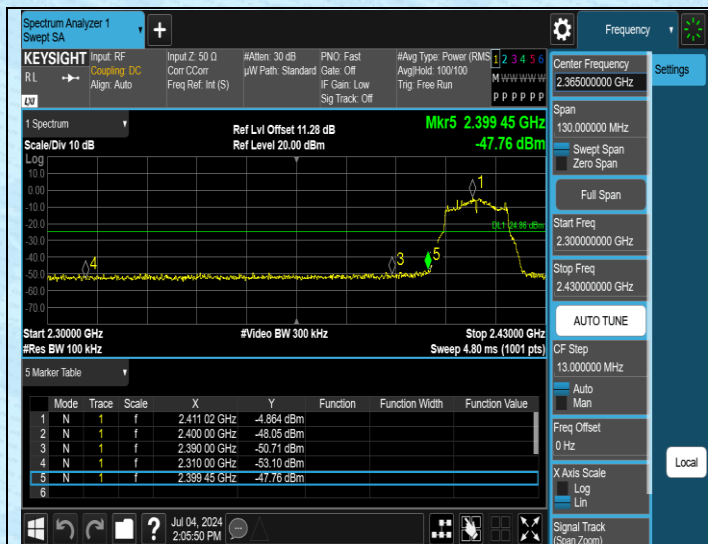 Spectrum Analyzer 1
Swept SA
+
Frequency
KEYSIGHT Input: RF Input Z: 50 Ω #Atten: 30 dB PNO: Fast #Avg Type: Power (RMS 1 2 3 4 5 6
R L Coupling: DC Corr CCorr µW Path: Standard Gate: Off Avg|Hold: 100/100 M W W W W W
Align: Auto Freq Ref: Int (S) IF Gain: Low Trig: Free Run
LXI Sig Track: Off P P P P P P
1 Spectrum
Scale/Div 10 dB
Ref Lvl Offset 11.28 dB
Ref Level 20.00 dBm
Mkr5 2.399 45 GHz
-47.76 dBm
Log
10.0
0.00
-10.0
-20.0
-30.0
-40.0
-50.0
-60.0
-70.0
1
DL1 -24.86 dBm
4
3
5
Start 2.30000 GHz #Video BW 300 kHz Stop 2.43000 GHz
#Res BW 100 kHz Sweep 4.80 ms (1001 pts)
5 Marker Table
Mode Trace Scale X Y Function Function Width Function Value
1 N 1 f 2.411 02 GHz -4.864 dBm
2 N 1 f 2.400 00 GHz -48.05 dBm
3 N 1 f 2.390 00 GHz -50.71 dBm
4 N 1 f 2.310 00 GHz -53.10 dBm
5 N 1 f 2.399 45 GHz -47.76 dBm
6
? Jul 04, 2024
2:05:50 PM
Settings
Center Frequency
2.365000000 GHz
Span
130.000000 MHz
Swept Span
Zero Span
Full Span
Start Freq
2.300000000 GHz
Stop Freq
2.430000000 GHz
AUTO TUNE
CF Step
13.000000 MHz
Auto
Man
Freq Offset
0 Hz
X Axis Scale
Log
Lin
Signal Track
(Span Zoom)
Local